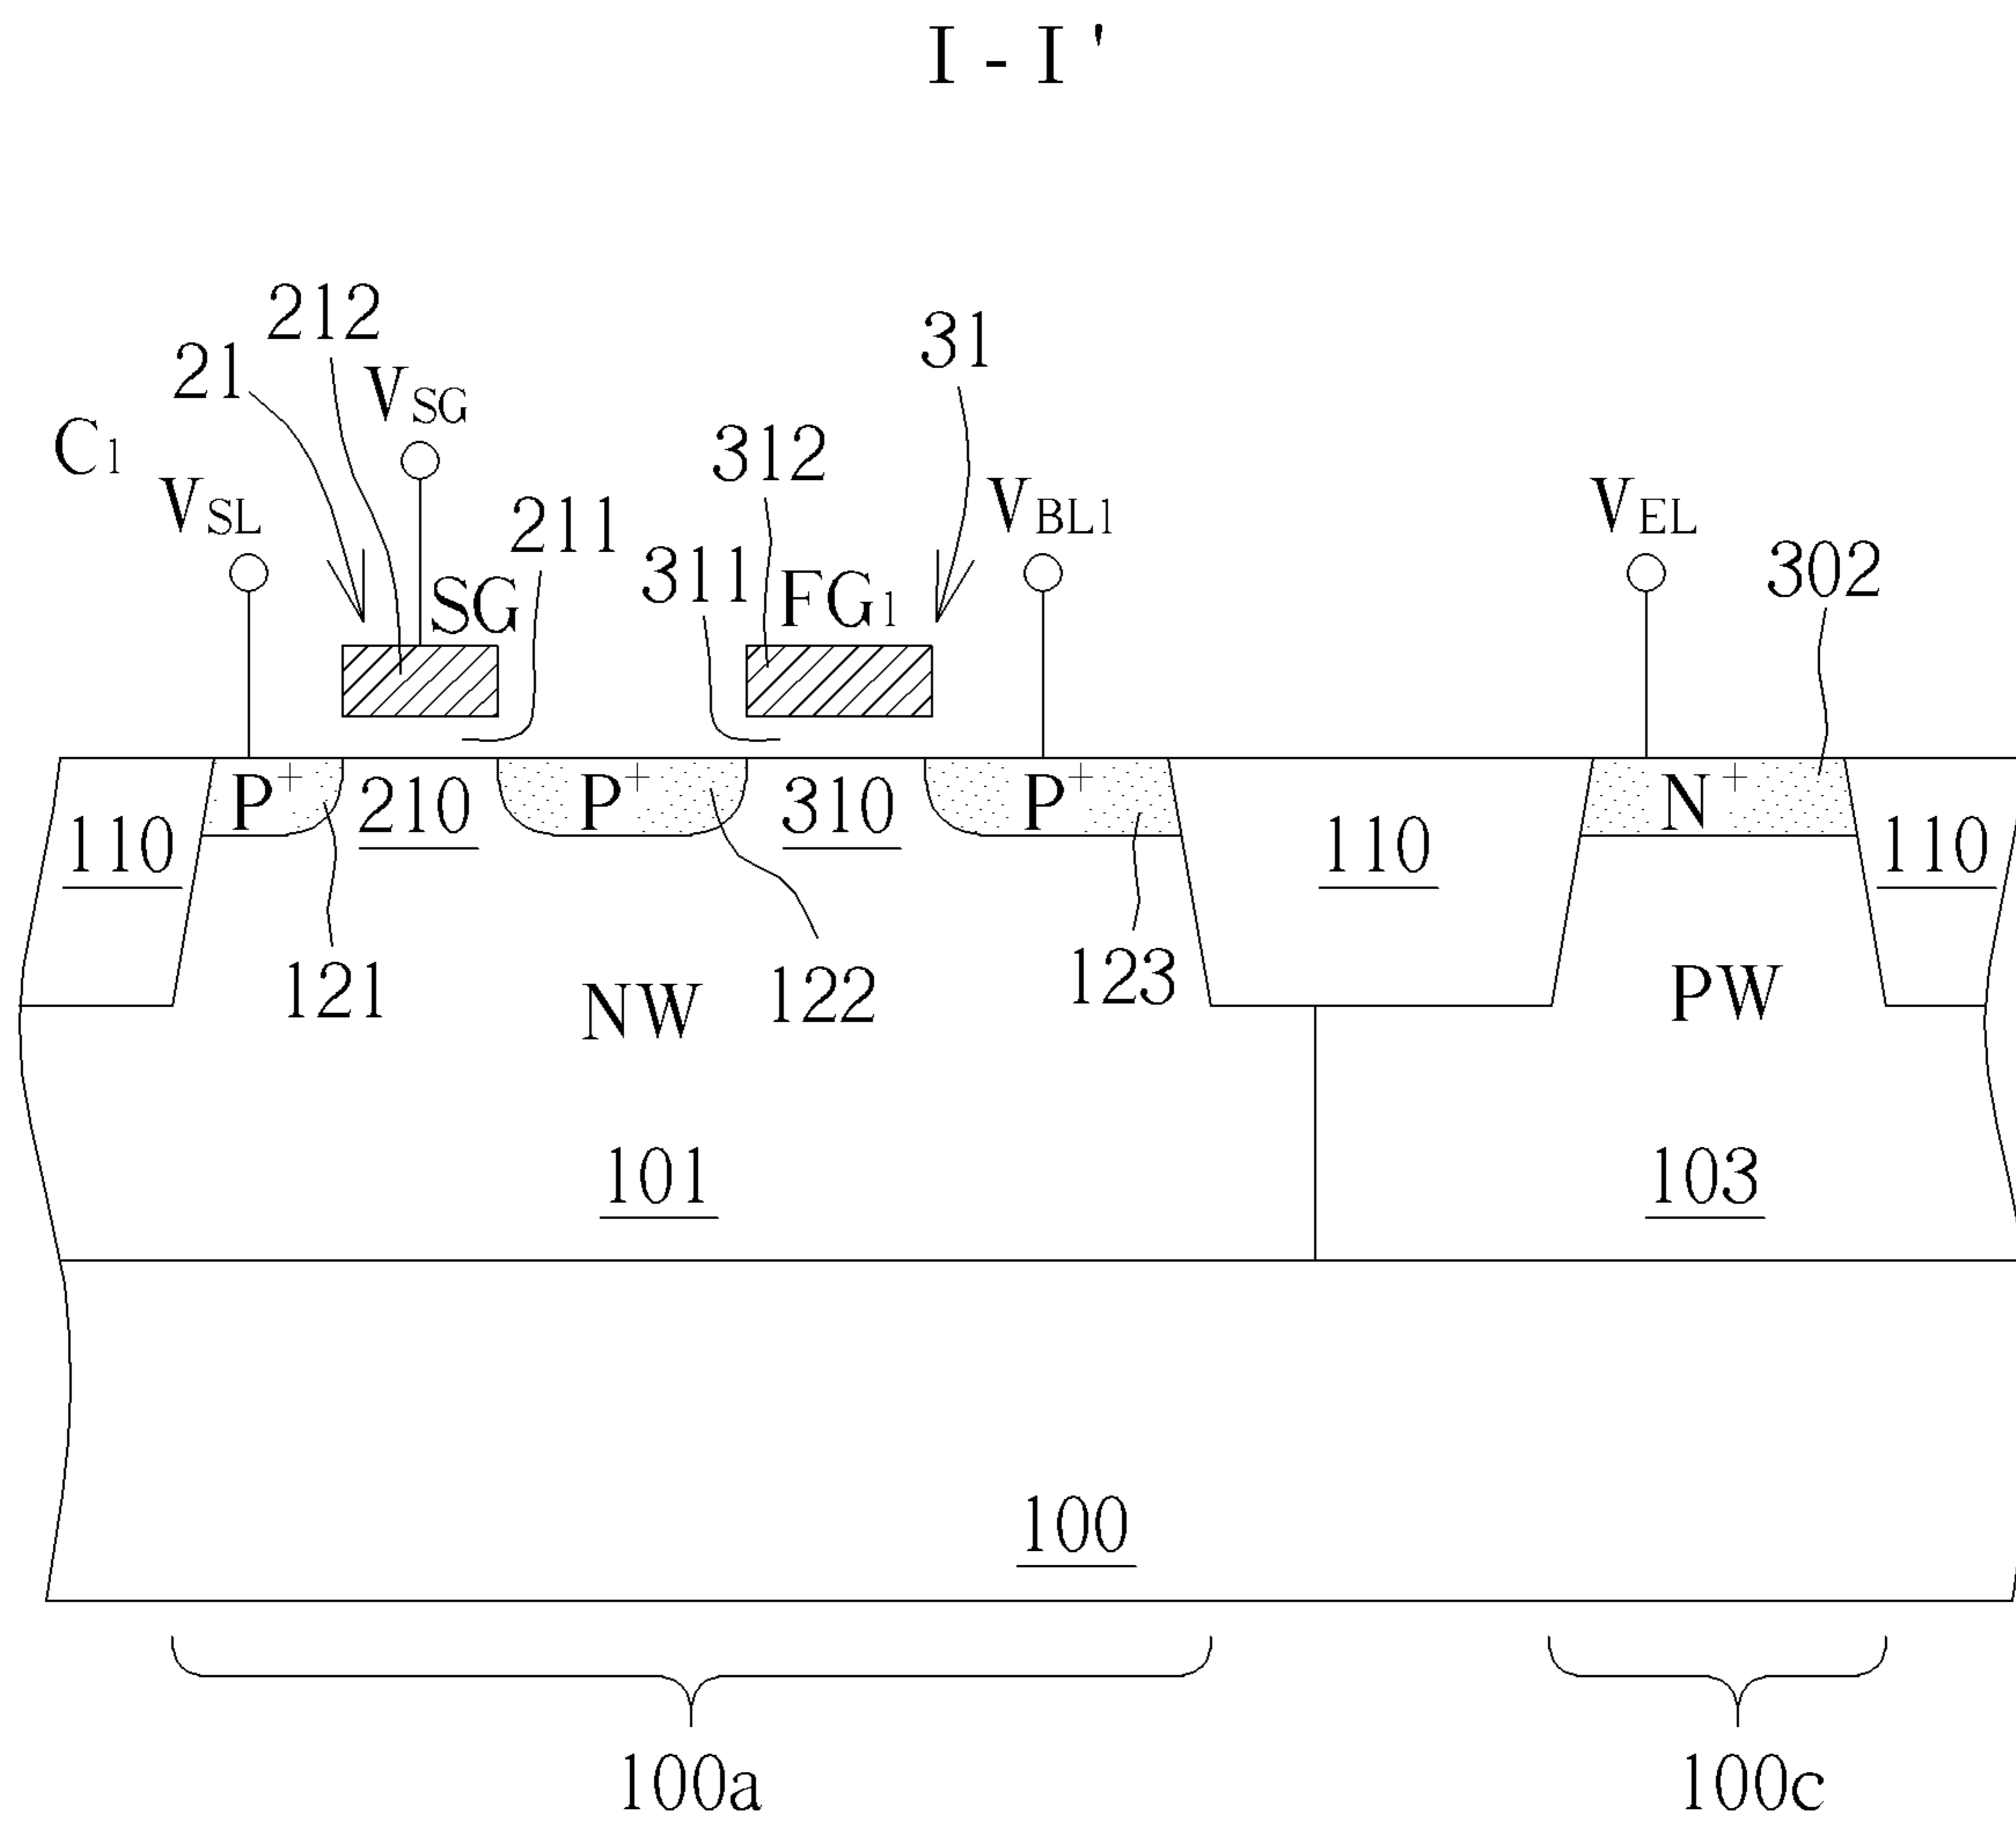 I - I'
212
31
21
V_SG
C_1
312
V_SL
211
V_BL1
V_EL
302
311
SG
FG_1
P^+
210
P^+
310
P^+
N^+
110
110
110
121
NW
122
123
PW
101
103
100
100a
100c